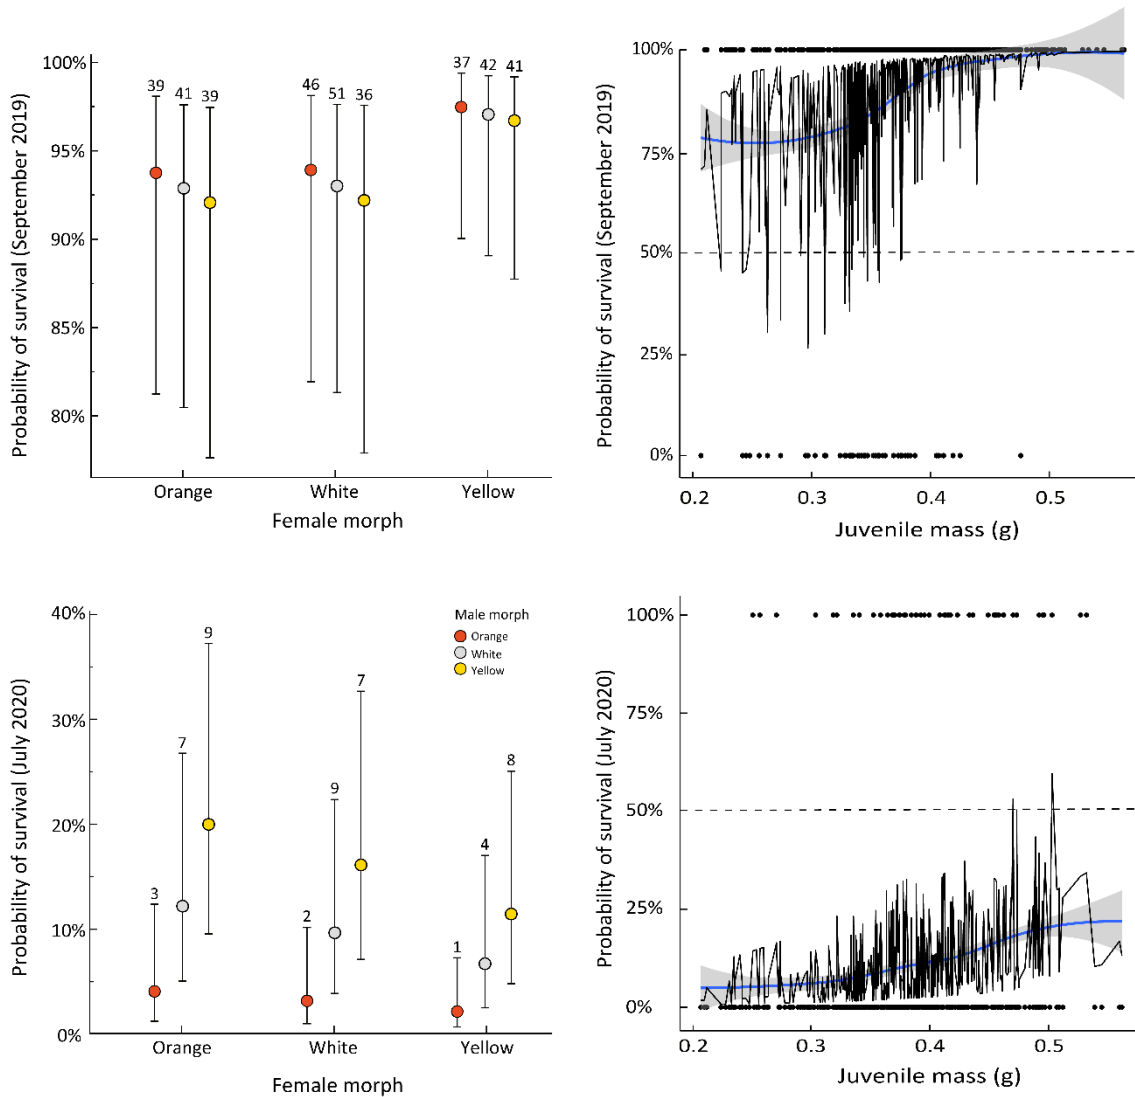 Probability of survival (September 2019)
100%
95%
90%
85%
80%
39
41
39
46
51
36
37
42
41
Orange
White
Yellow
Female morph
Probability of survival (September 2019)
100%
75%
50%
25%
0%
0.2
0.3
0.4
0.5
Juvenile mass (g)
Probability of survival (July 2020)
40%
30%
20%
10%
0%
3
7
9
2
9
7
1
4
8
Male morph
Orange
White
Yellow
Orange
White
Yellow
Female morph
Probability of survival (July 2020)
100%
75%
50%
25%
0%
0.2
0.3
0.4
0.5
Juvenile mass (g)